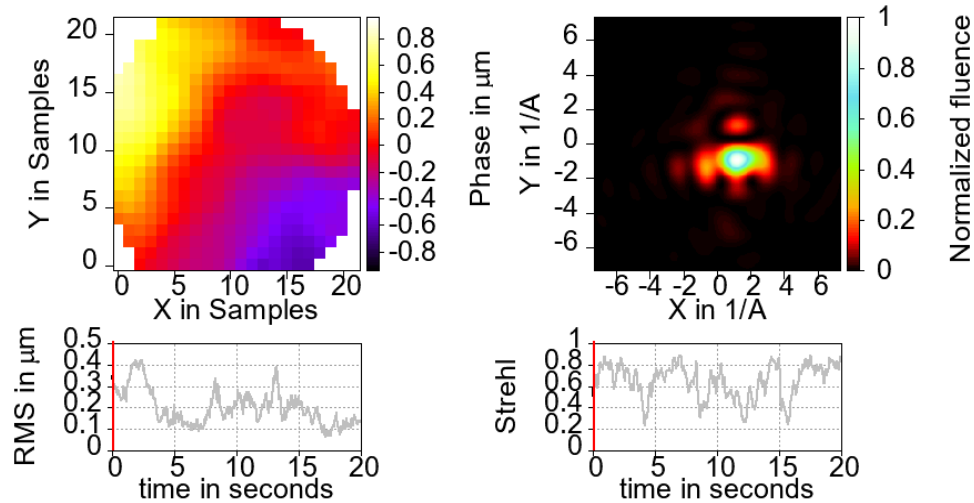 20
15
10
5
0
Y in Samples
0 5 10 15 20
X in Samples
0.8
0.6
0.4
0.2
0
-0.2
-0.4
-0.6
-0.8
Phase in μm
6
4
2
0
-2
-4
-6
Y in 1/A
-6 -4 -2 0 2 4 6
X in 1/A
1
0.8
0.6
0.4
0.2
0
Normalized fluence
0.5
0.4
0.3
0.2
0.1
0
RMS in μm
0 5 10 15 20
time in seconds
1
0.8
0.6
0.4
0.2
0
Strehl
0 5 10 15 20
time in seconds